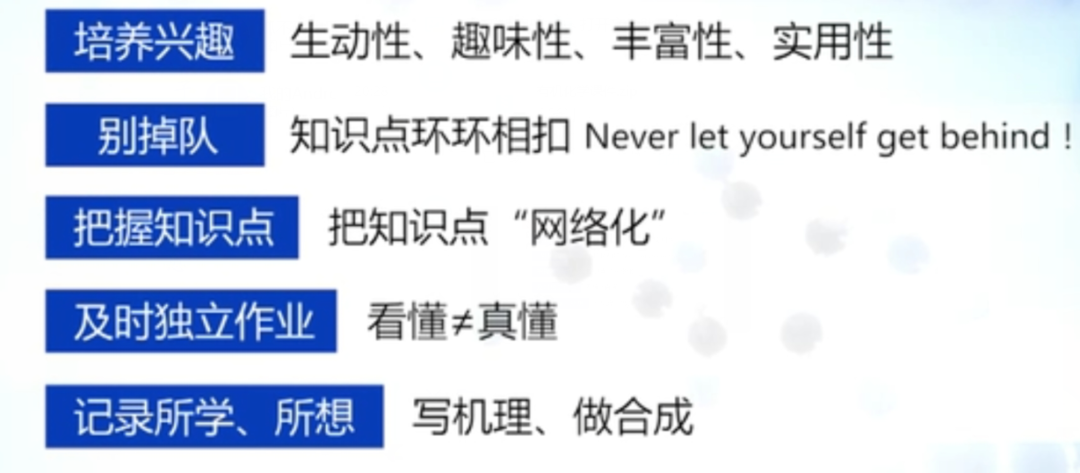 培养兴趣 生动性、趣味性、丰富性、实用性
别掉队 知识点环环相扣 Never let yourself get behind！
把握知识点 把知识点“网络化”
及时独立作业 看懂≠真懂
记录所学、所想 写机理、做合成